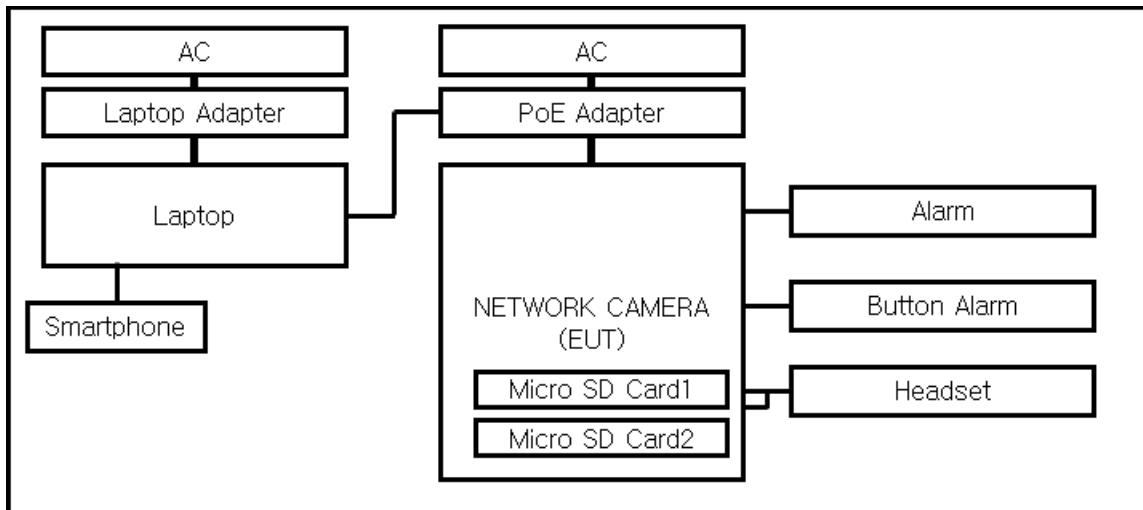 AC
AC
Laptop Adapter
PoE Adapter
Laptop
Alarm
NETWORK CAMERA
(EUT)
Button Alarm
Smartphone
Micro SD Card1
Headset
Micro SD Card2